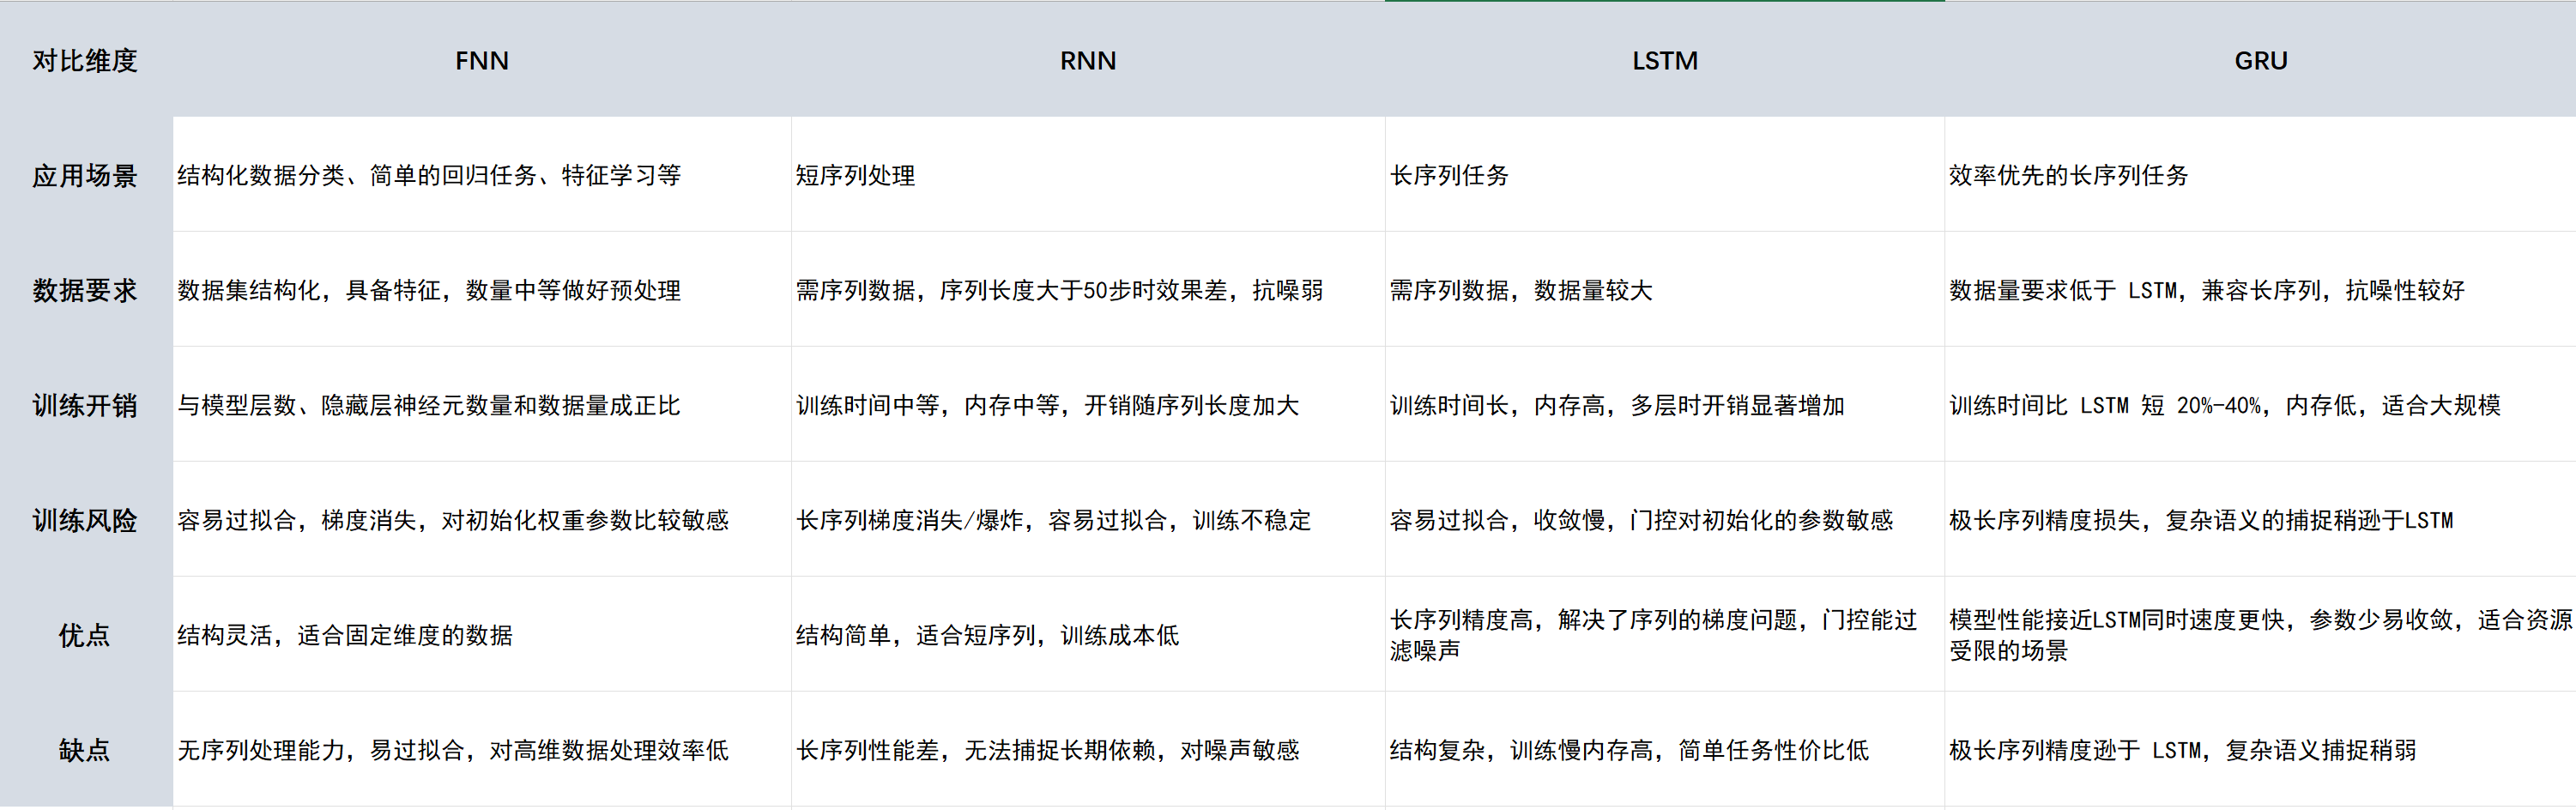 对比维度 FNN RNN LSTM GRU
应用场景 结构化数据分类、简单的回归任务、特征学习等 短序列处理 长序列任务 效率优先的长序列任务
数据要求 数据集结构化，具备特征，数量中等做好预处理 需序列数据，序列长度大于50步时效果差，抗噪弱 需序列数据，数据量较大 数据量要求低于 LSTM，兼容长序列，抗噪性较好
训练开销 与模型层数、隐藏层神经元数量和数据量成正比 训练时间中等，内存中等，开销随序列长度加大 训练时间长，内存高，多层时开销显著增加 训练时间比 LSTM 短 20%-40%，内存低，适合大规模
训练风险 容易过拟合，梯度消失，对初始化权重参数比较敏感 长序列梯度消失/爆炸，容易过拟合，训练不稳定 容易过拟合，收敛慢，门控对初始化的参数敏感 极长序列精度损失，复杂语义的捕捉稍逊于LSTM
优点 结构灵活，适合固定维度的数据 结构简单，适合短序列，训练成本低 长序列精度高，解决了序列的梯度问题，门控能过
滤噪声
模型性能接近LSTM同时速度更快，参数少易收敛，适合资源
受限的场景
缺点 无序列处理能力，易过拟合，对高维数据处理效率低 长序列性能差，无法捕捉长期依赖，对噪声敏感 结构复杂，训练慢内存高，简单任务性价比低 极长序列精度逊于 LSTM，复杂语义捕捉稍弱